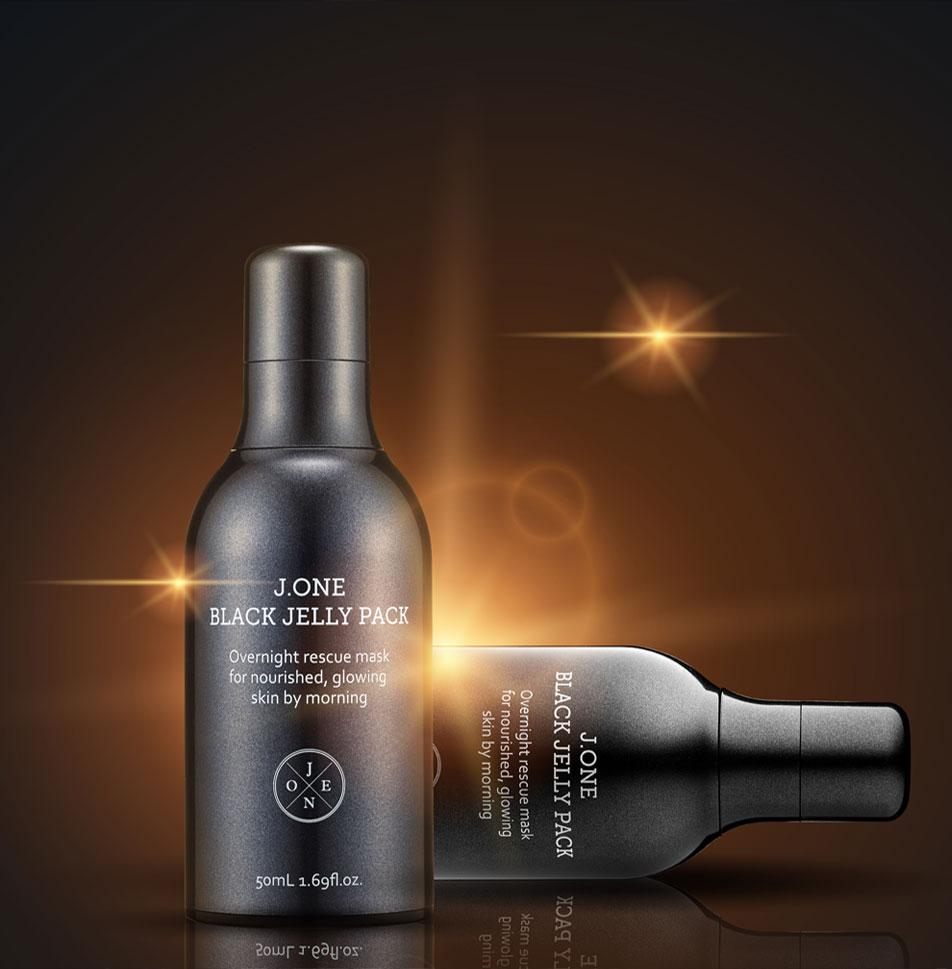 J.ONE
BLACK JELLY PACK
Overnight rescue mask
for nourished, glowing
skin by morning
J
O E
N
50mL 1.69fl.oz.
J.ONE
BLACK JELLY PACK
Overnight rescue mask
for nourished, glowing
skin by morning